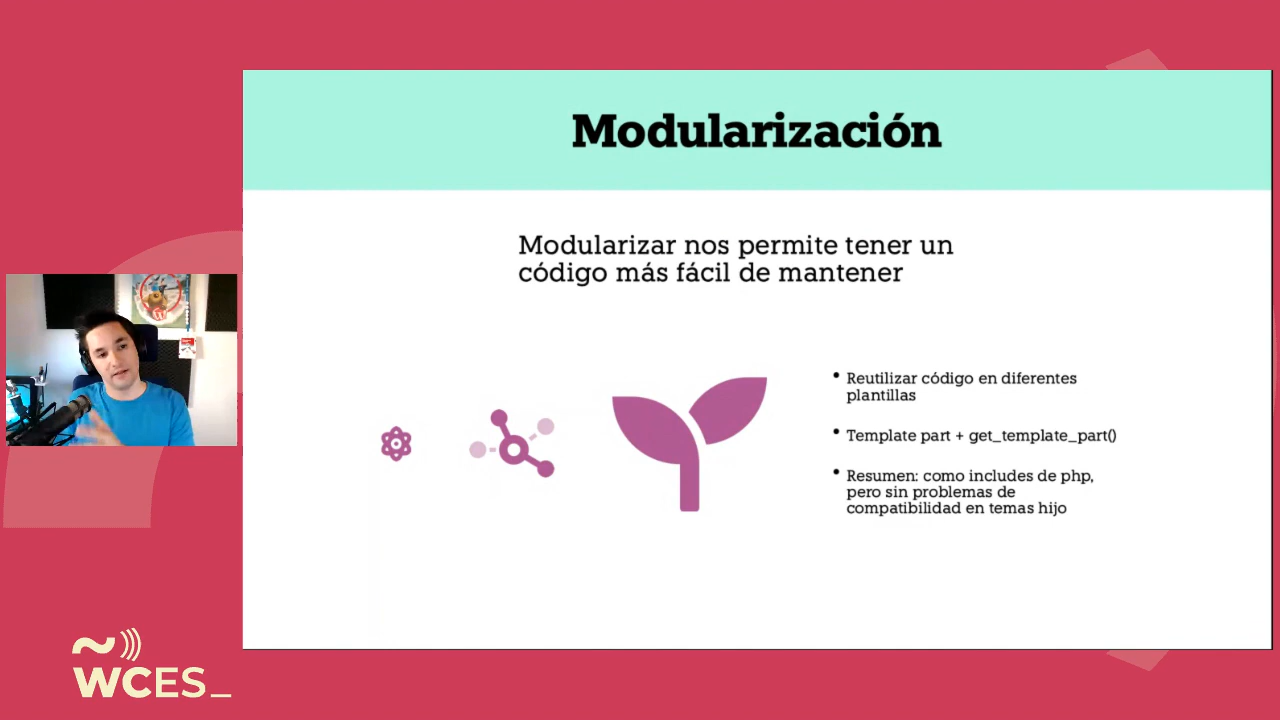 Modularización
Modularizar nos permite tener un
código más fácil de mantener
Reutilizar código en diferentes
plantillas
Template part + get_template_part()
Resumen: como includes de php,
pero sin problemas de
compatibilidad en temas hijo
WCES_